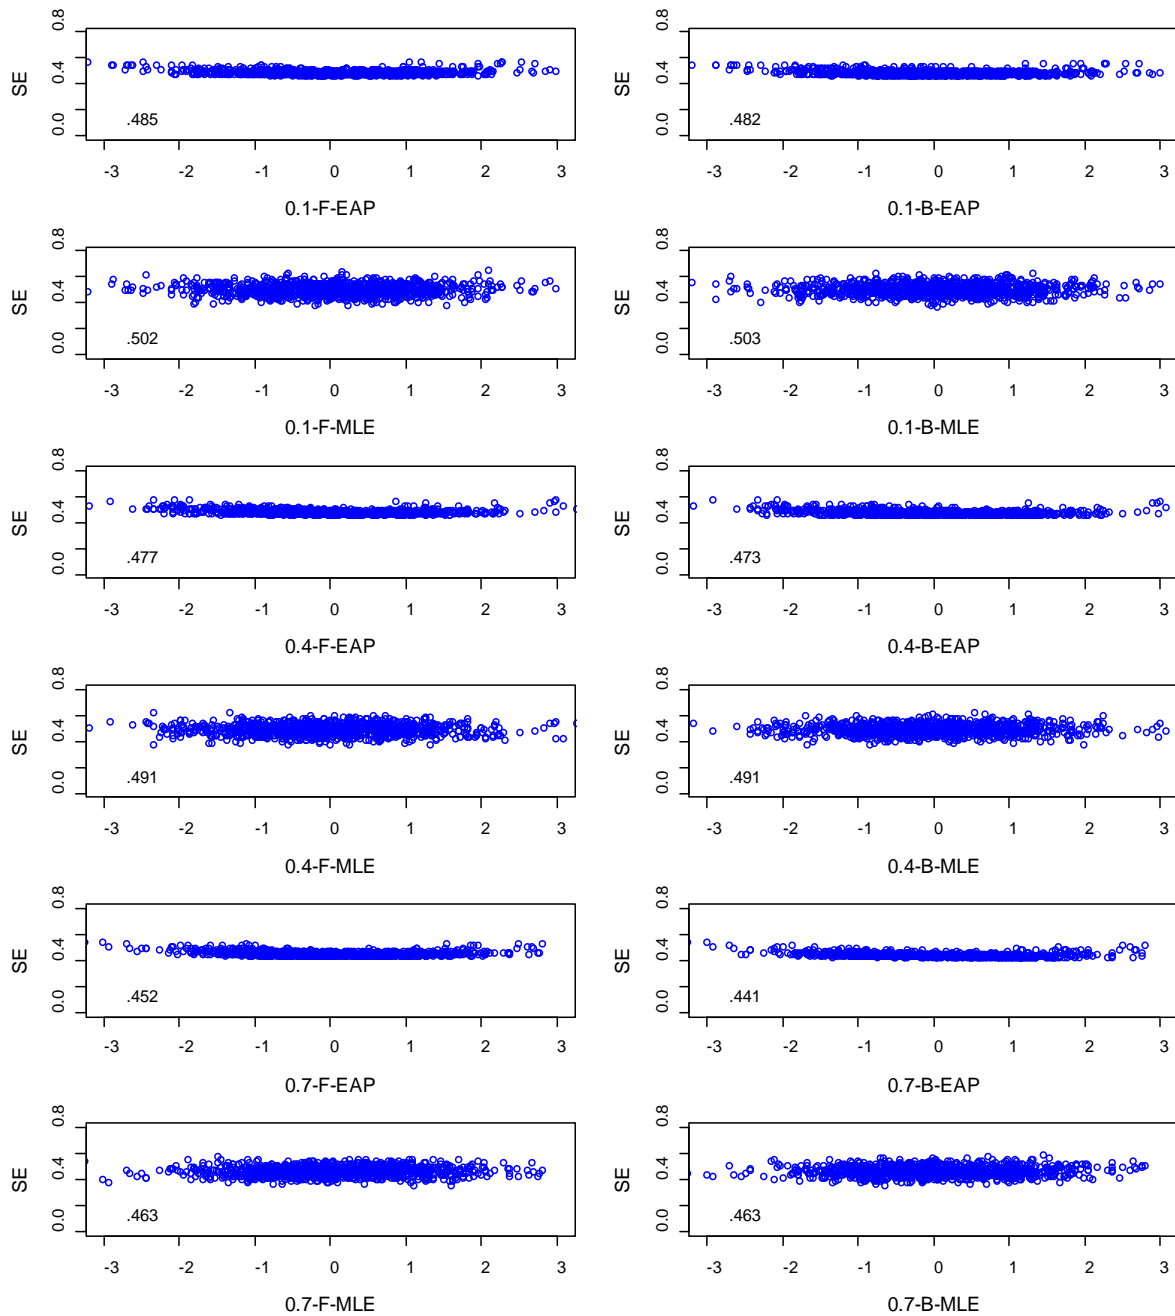 SE 0.0 0.4 0.8 .485 -3 -2 -1 0 1 2 3 0.1-F-EAP
SE 0.0 0.4 0.8 .482 -3 -2 -1 0 1 2 3 0.1-B-EAP
SE 0.0 0.4 0.8 .502 -3 -2 -1 0 1 2 3 0.1-F-MLE
SE 0.0 0.4 0.8 .503 -3 -2 -1 0 1 2 3 0.1-B-MLE
SE 0.0 0.4 0.8 .477 -3 -2 -1 0 1 2 3 0.4-F-EAP
SE 0.0 0.4 0.8 .473 -3 -2 -1 0 1 2 3 0.4-B-EAP
SE 0.0 0.4 0.8 .491 -3 -2 -1 0 1 2 3 0.4-F-MLE
SE 0.0 0.4 0.8 .491 -3 -2 -1 0 1 2 3 0.4-B-MLE
SE 0.0 0.4 0.8 .452 -3 -2 -1 0 1 2 3 0.7-F-EAP
SE 0.0 0.4 0.8 .441 -3 -2 -1 0 1 2 3 0.7-B-EAP
SE 0.0 0.4 0.8 .463 -3 -2 -1 0 1 2 3 0.7-F-MLE
SE 0.0 0.4 0.8 .463 -3 -2 -1 0 1 2 3 0.7-B-MLE